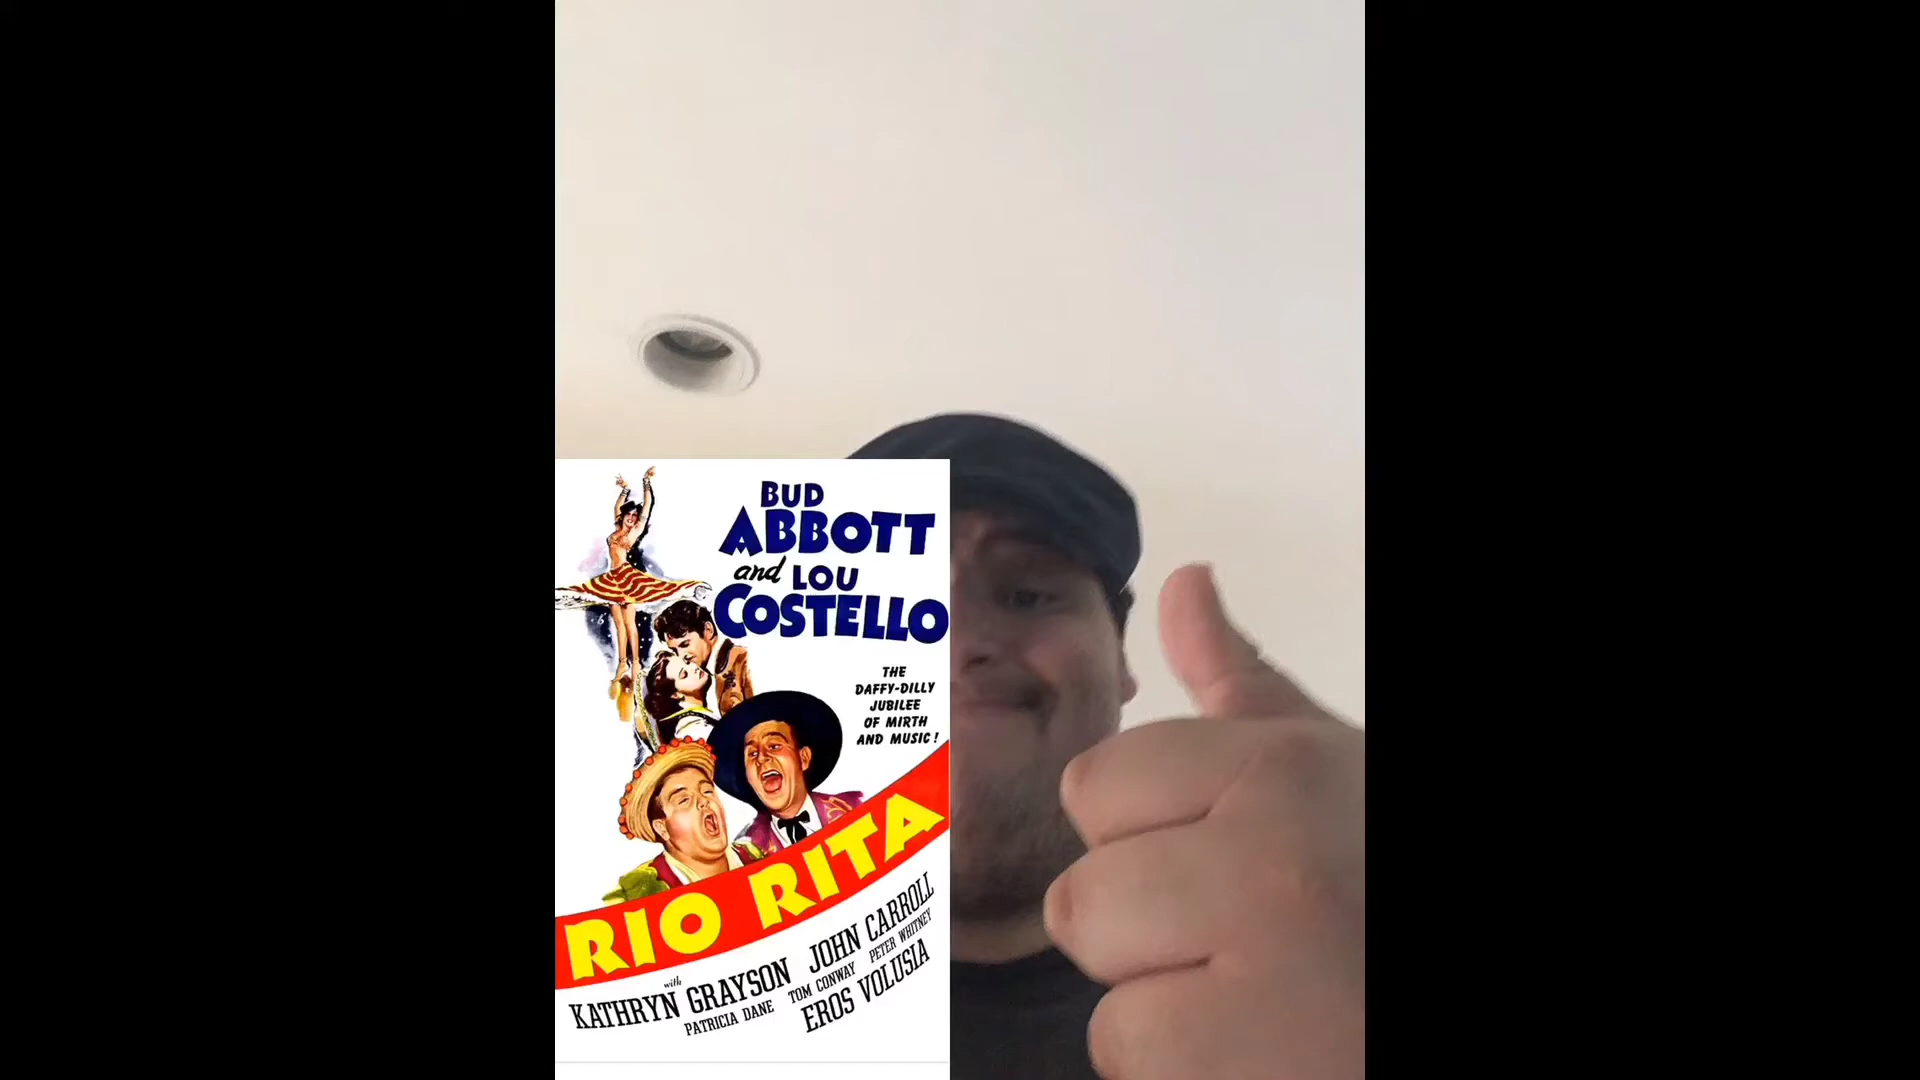 BUD
ABBOTT
and LOU
COSTELLO
THE
DAFFY-DILLY
JUBILEE
OF MIRTH
AND MUSIC!
RIO RITA
with
KATHRYN GRAYSON JOHN CARROLL
PATRICIA DANE TOM CONWAY PETER WHITNEY
EROS VOLUSIA